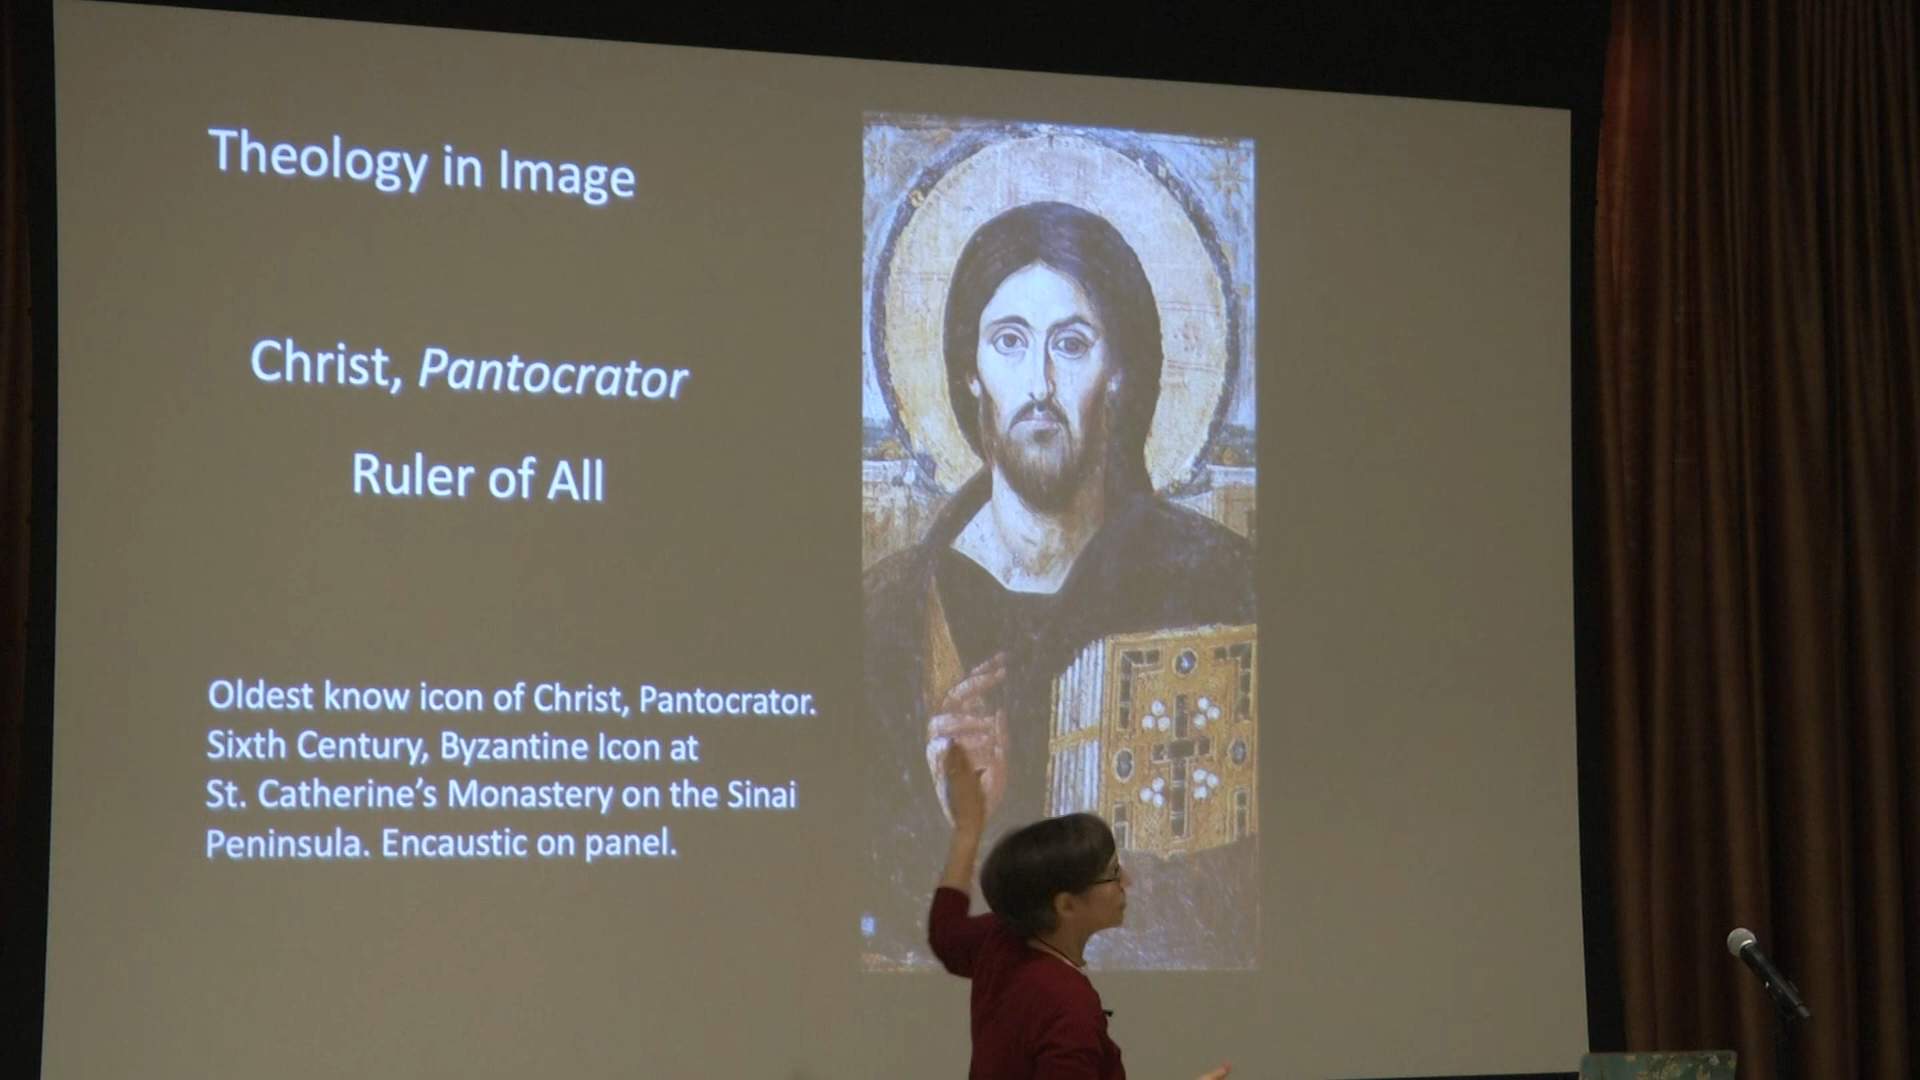 Theology in Image
Christ, Pantocrator
Ruler of All
Oldest know icon of Christ, Pantocrator.
Sixth Century, Byzantine Icon at
St. Catherine’s Monastery on the Sinai
Peninsula. Encaustic on panel.